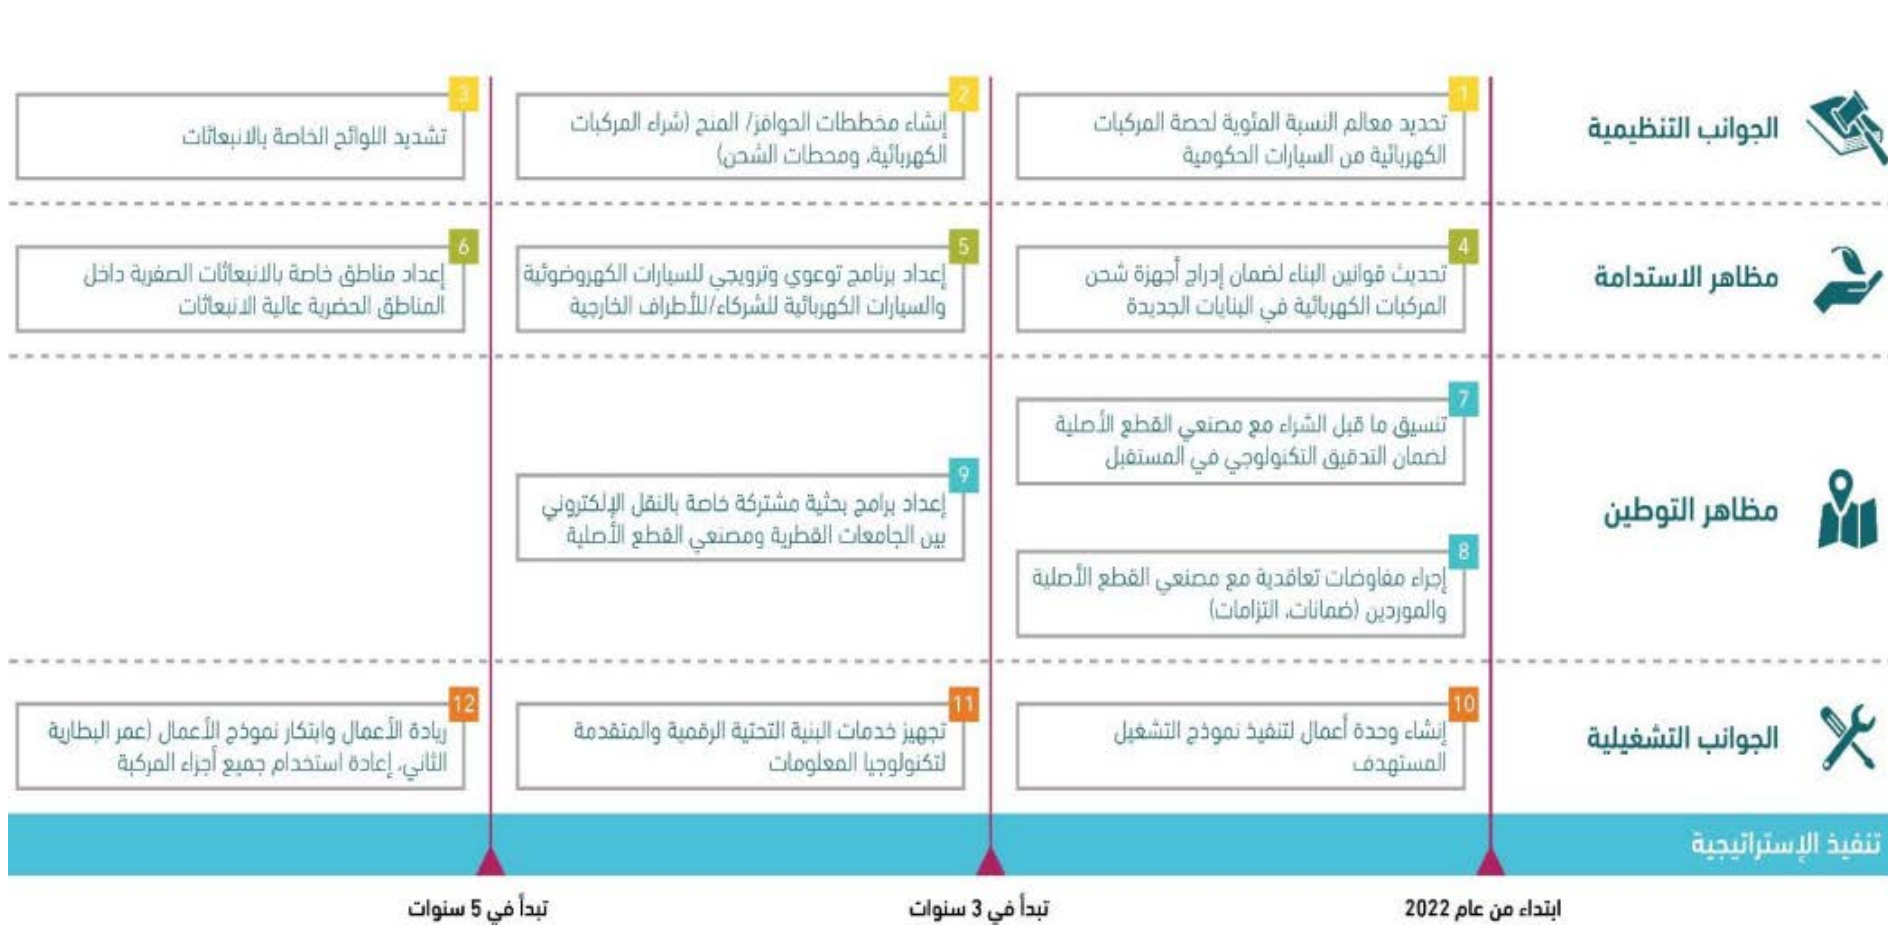 الجوانب التنظيمية
1
تحديد معالم النسبة المئوية لحصة المركبات
الكهربائية من السيارات الحكومية
2
إنشاء مخططات الحوافز/ المنح (شراء المركبات
الكهربائية، ومحطات الشحن)
3
تشديد اللوائح الخاصة بالانبعاثات
مظاهر الاستدامة
4
تحديث قوانين البناء لضمان إدراج أجهزة شحن
المركبات الكهربائية في البنايات الجديدة
5
إعداد برنامج توعوي وترويجي للسيارات الكهروضوئية
والسيارات الكهربائية للشركاء/للأطراف الخارجية
6
إعداد مناطق خاصة بالانبعاثات الصفرية داخل
المناطق الحضرية عالية الانبعاثات
مظاهر التوطين
7
تنسيق ما قبل الشراء مع مصنعي القطع الأصلية
لضمان التدقيق التكنولوجي في المستقبل
8
إجراء مفاوضات تعاقدية مع مصنعي القطع الأصلية
والموردين (ضمانات، التزامات)
9
إعداد برامج بحثية مشتركة خاصة بالنقل الإلكتروني
بين الجامعات القطرية ومصنعي القطع الأصلية
الجوانب التشغيلية
10
إنشاء وحدة أعمال لتنفيذ نموذج التشغيل
المستهدف
11
تجهيز خدمات البنية التحتية الرقمية والمتقدمة
لتكنولوجيا المعلومات
12
ريادة الأعمال وابتكار نموذج الأعمال (عمر البطارية
الثاني، إعادة استخدام جميع أجزاء المركبة
تنفيذ الإستراتيجية
ابتداء من عام 2022
تبدأ في 3 سنوات
تبدأ في 5 سنوات